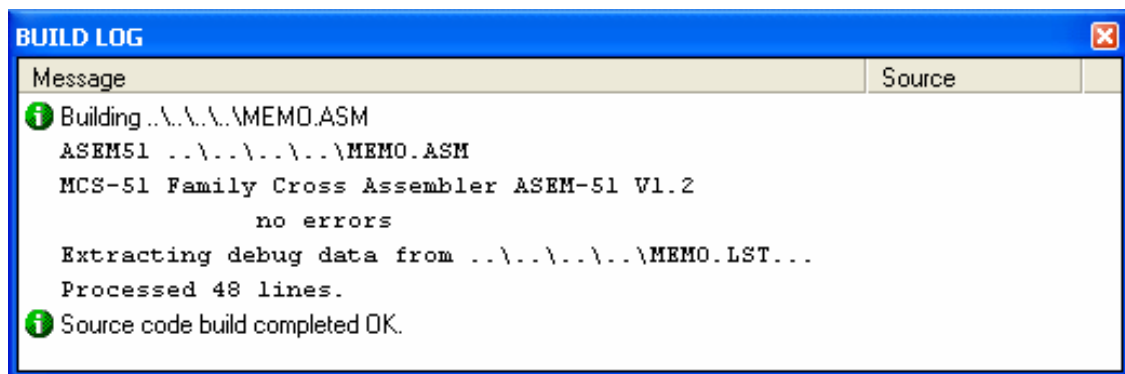 BUILD LOG
Message Source
Building ..\..\..\..\MEMO.ASM
ASEM51 ..\..\..\..\MEMO.ASM
MCS-51 Family Cross Assembler ASEM-51 V1.2
no errors
Extracting debug data from ..\..\..\..\MEMO.LST...
Processed 48 lines.
Source code build completed OK.